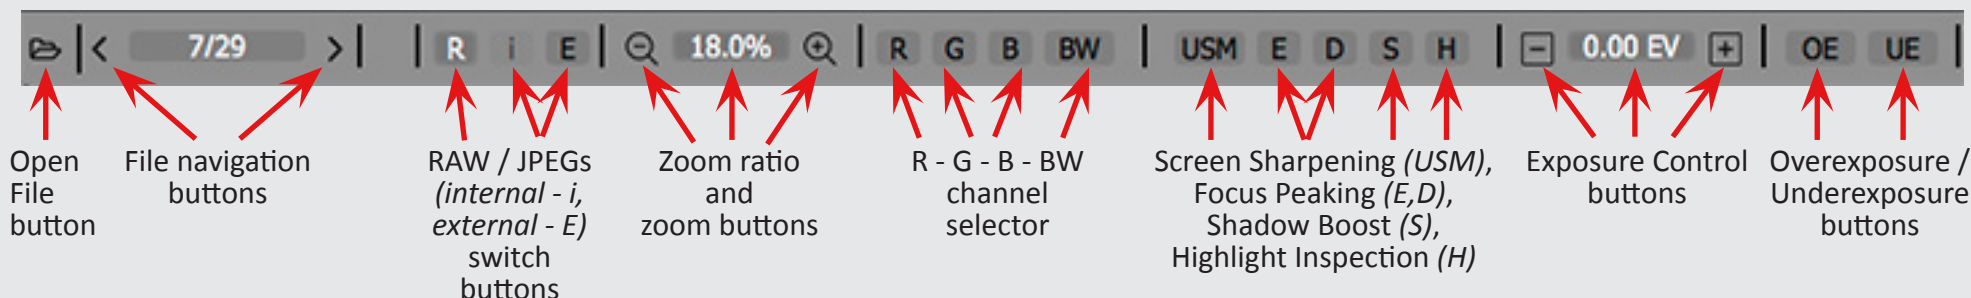 7/29 R i E 18.0% R G B BW USM E D S H 0.00 EV OE UE
Open
File
button
File navigation
buttons
RAW / JPEGs
(internal - i,
external - E)
switch
buttons
Zoom ratio
and
zoom buttons
R - G - B - BW
channel
selector
Screen Sharpening (USM),
Focus Peaking (E,D),
Shadow Boost (S),
Highlight Inspection (H)
Exposure Control
buttons
Overexposure /
Underexposure
buttons